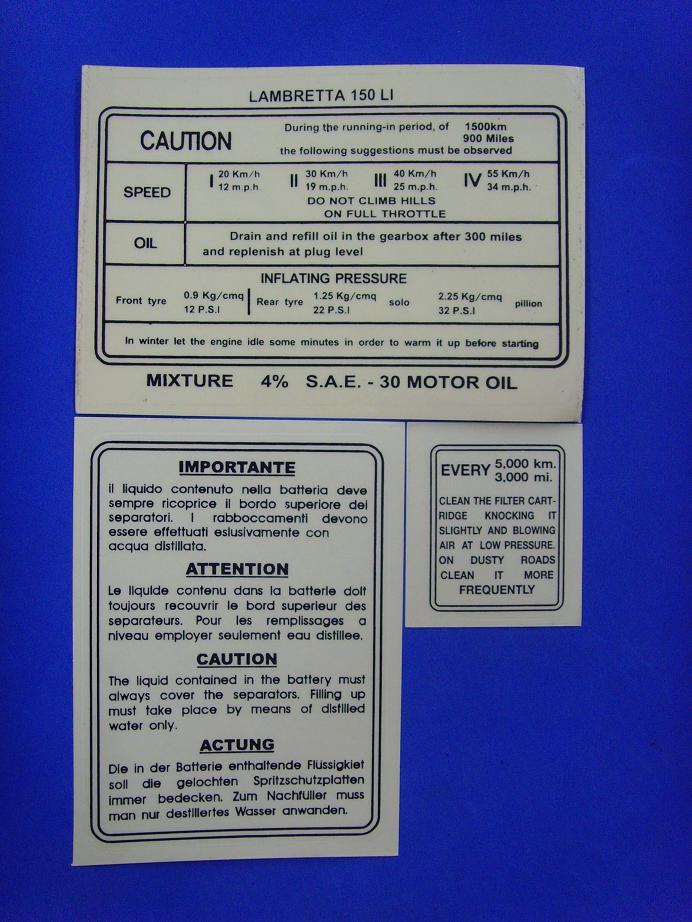 LAMBRETTA 150 LI
CAUTION
During the running-in period, of 1500km
900 Miles
the following suggestions must be observed
SPEED
I 20 Km/h 12 m.p.h. II 30 Km/h 19 m.p.h. III 40 Km/h 25 m.p.h. IV 55 Km/h 34 m.p.h.
DO NOT CLIMB HILLS
ON FULL THROTTLE
OIL
Drain and refill oil in the gearbox after 300 miles
and replenish at plug level
INFLATING PRESSURE
Front tyre 0.9 Kg/cmq 12 P.S.I Rear tyre 1.25 Kg/cmq 22 P.S.I solo 2.25 Kg/cmq 32 P.S.I pillion
In winter let the engine idle some minutes in order to warm it up before starting
MIXTURE 4% S.A.E. - 30 MOTOR OIL
IMPORTANTE
il liquido contenuto nella batteria deve
sempre ricoprice il bordo superiore dei
separatori. I rabboccamenti devono
essere effettuati eslusivamente con
acqua distillata.
ATTENTION
Le liquide contenu dans la batterie doit
toujours recouvrir le bord superieur des
separateurs. Pour les remplissages a
niveau employer seulement eau distillee.
CAUTION
The liquid contained in the battery must
always cover the separators. Filling up
must take place by means of distilled
water only.
ACTUNG
Die in der Batterie enthaltende Flüssigkiet
soll die gelochten Spritzschutzplatten
immer bedecken. Zum Nachfüller muss
man nur destillertes Wasser anwanden.
EVERY 5,000 km.
3,000 mi.
CLEAN THE FILTER CART-
RIDGE KNOCKING IT
SLIGHTLY AND BLOWING
AIR AT LOW PRESSURE.
ON DUSTY ROADS
CLEAN IT MORE
FREQUENTLY